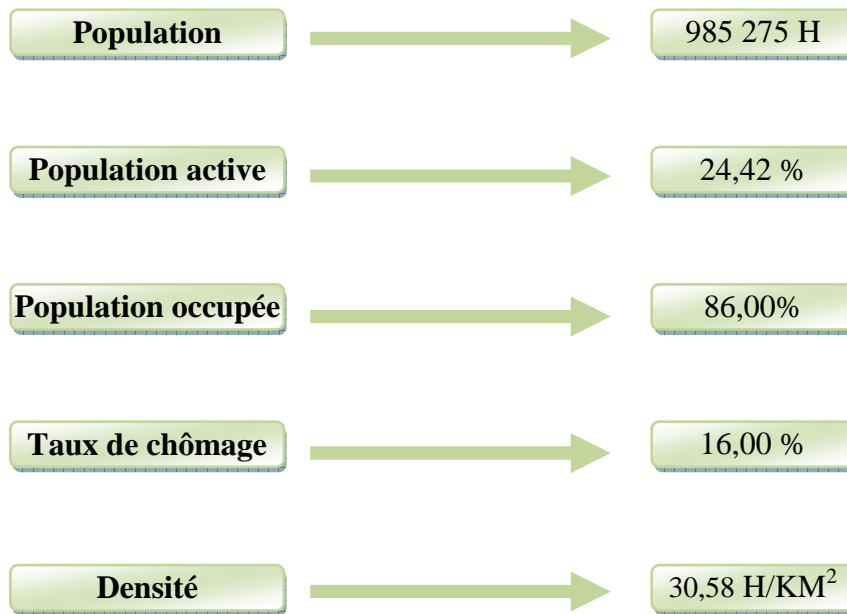 Population 985 275 H
Population active 24,42 %
Population occupée 86,00%
Taux de chômage 16,00 %
Densité 30,58 H/KM²